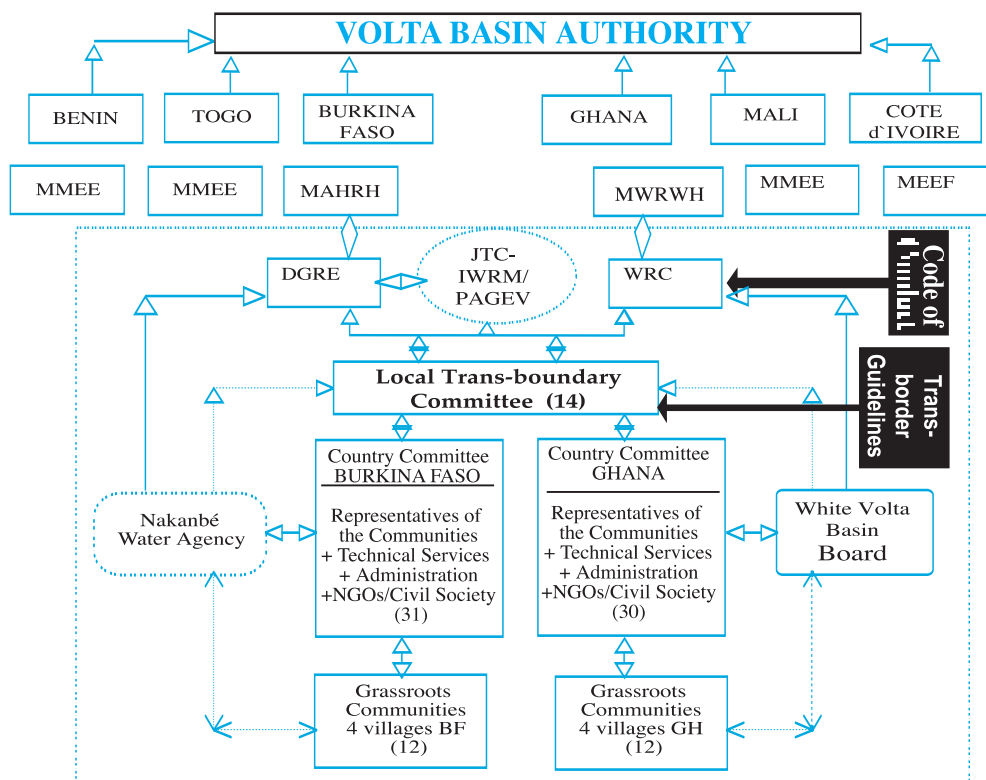 VOLTA BASIN AUTHORITY
BENIN
TOGO
BURKINA
FASO
GHANA
MALI
COTE
d`IVOIRE
MMEE
MMEE
MAHRH
MWRWH
MMEE
MEEF
DGRE
JTC-
IWRM/
PAGEV
WRC
Code of
Local Trans-boundary
Committee (14)
Trans-
border
Guidelines
Country Committee
BURKINA FASO
Representatives of
the Communities
+ Technical Services
+ Administration
+NGOs/Civil Society
(31)
Country Committee
GHANA
Representatives of
the Communities
+ Technical Services
+ Administration
+NGOs/Civil Society
(30)
Nakanbé
Water Agency
White Volta
Basin
Board
Grassroots
Communities
4 villages BF
(12)
Grassroots
Communities
4 villages GH
(12)